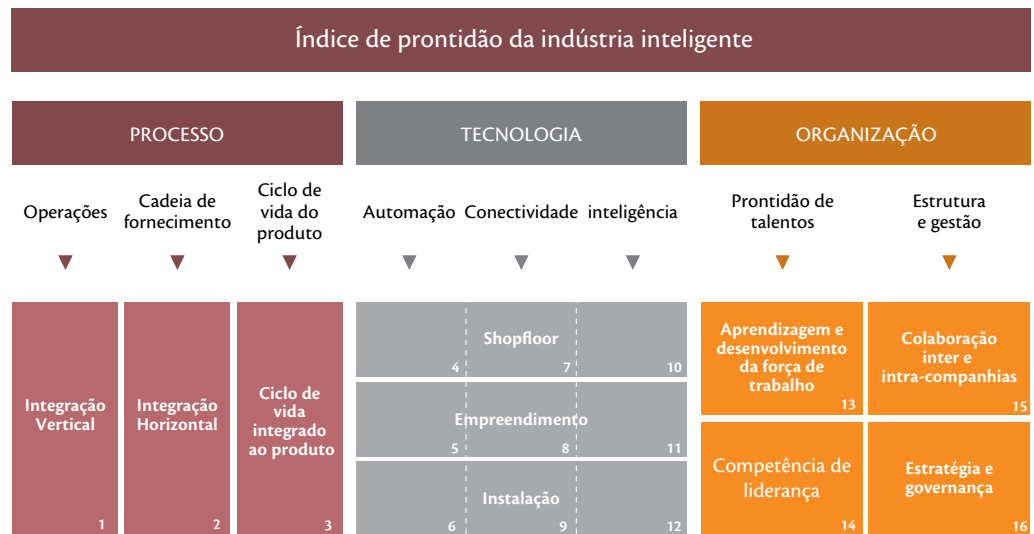 Índice de prontidão da indústria inteligente
PROCESSO
TECNOLOGIA
ORGANIZAÇÃO
Operações
Cadeia de
fornecimento
Ciclo de
vida do
produto
Automação
Conectividade
inteligência
Prontidão de
talentos
Estrutura
e gestão
Integração
Vertical
1
Integração
Horizontal
2
Ciclo de
vida
integrado
ao produto
3
Shopfloor
4
7
10
Empreendimento
5
8
11
Instalação
6
9
12
Aprendizagem e
desenvolvimento
da força de
trabalho
13
Colaboração
inter e
intra-companhias
15
Competência de
liderança
14
Estratégia e
governança
16